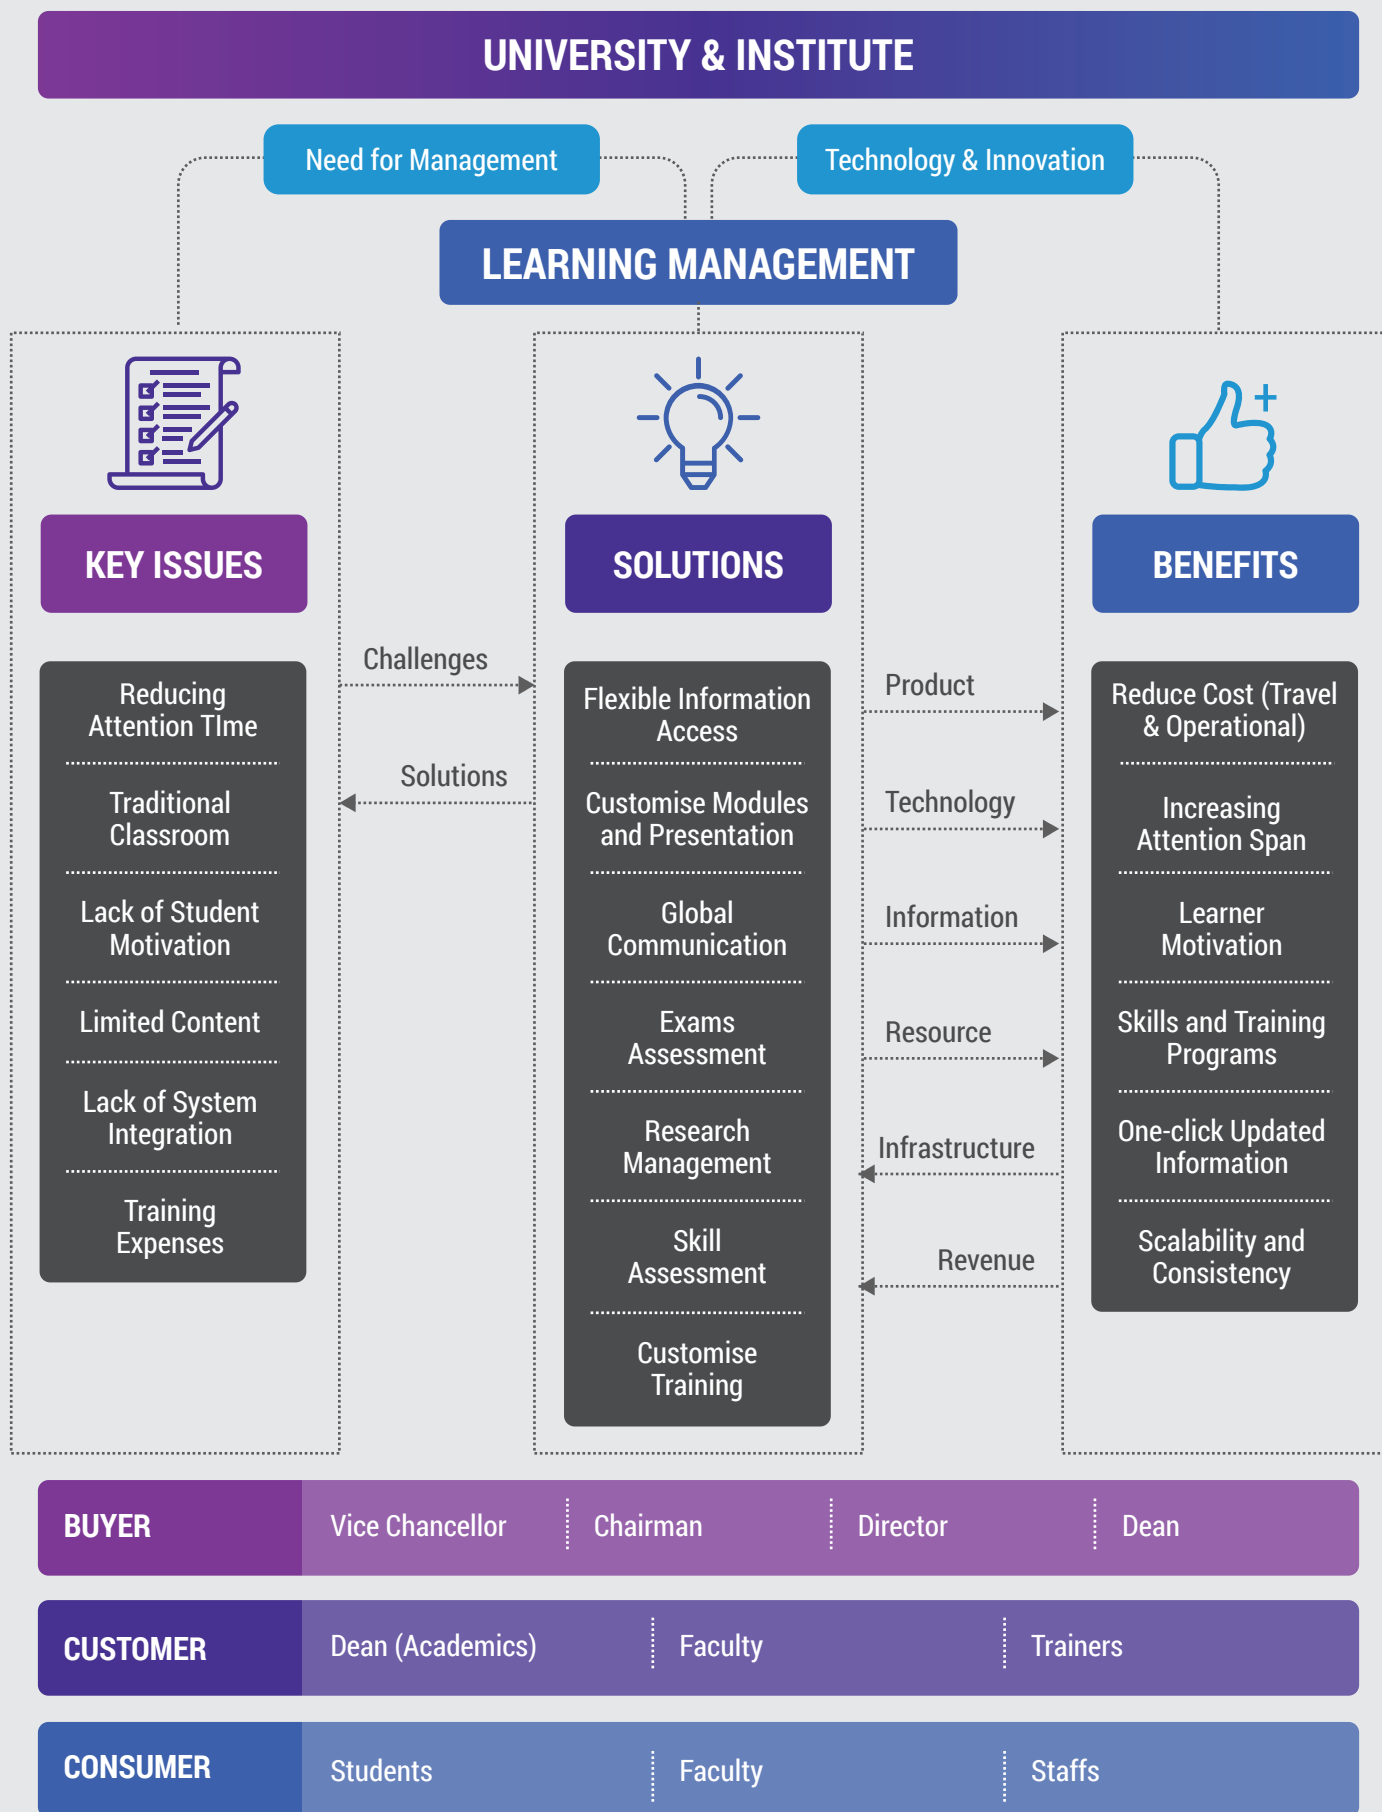 UNIVERSITY & INSTITUTE
Need for Management
Technology & Innovation
LEARNING MANAGEMENT
KEY ISSUES
Reducing
Attention TIme
Traditional
Classroom
Lack of Student
Motivation
Limited Content
Lack of System
Integration
Training
Expenses
Challenges
Solutions
SOLUTIONS
Flexible Information
Access
Customise Modules
and Presentation
Global
Communication
Exams
Assessment
Research
Management
Skill
Assessment
Customise
Training
Product
Technology
Information
Resource
Infrastructure
Revenue
BENEFITS
Reduce Cost (Travel
& Operational)
Increasing
Attention Span
Learner
Motivation
Skills and Training
Programs
One-click Updated
Information
Scalability and
Consistency
BUYER
Vice Chancellor
Chairman
Director
Dean
CUSTOMER
Dean (Academics)
Faculty
Trainers
CONSUMER
Students
Faculty
Staffs